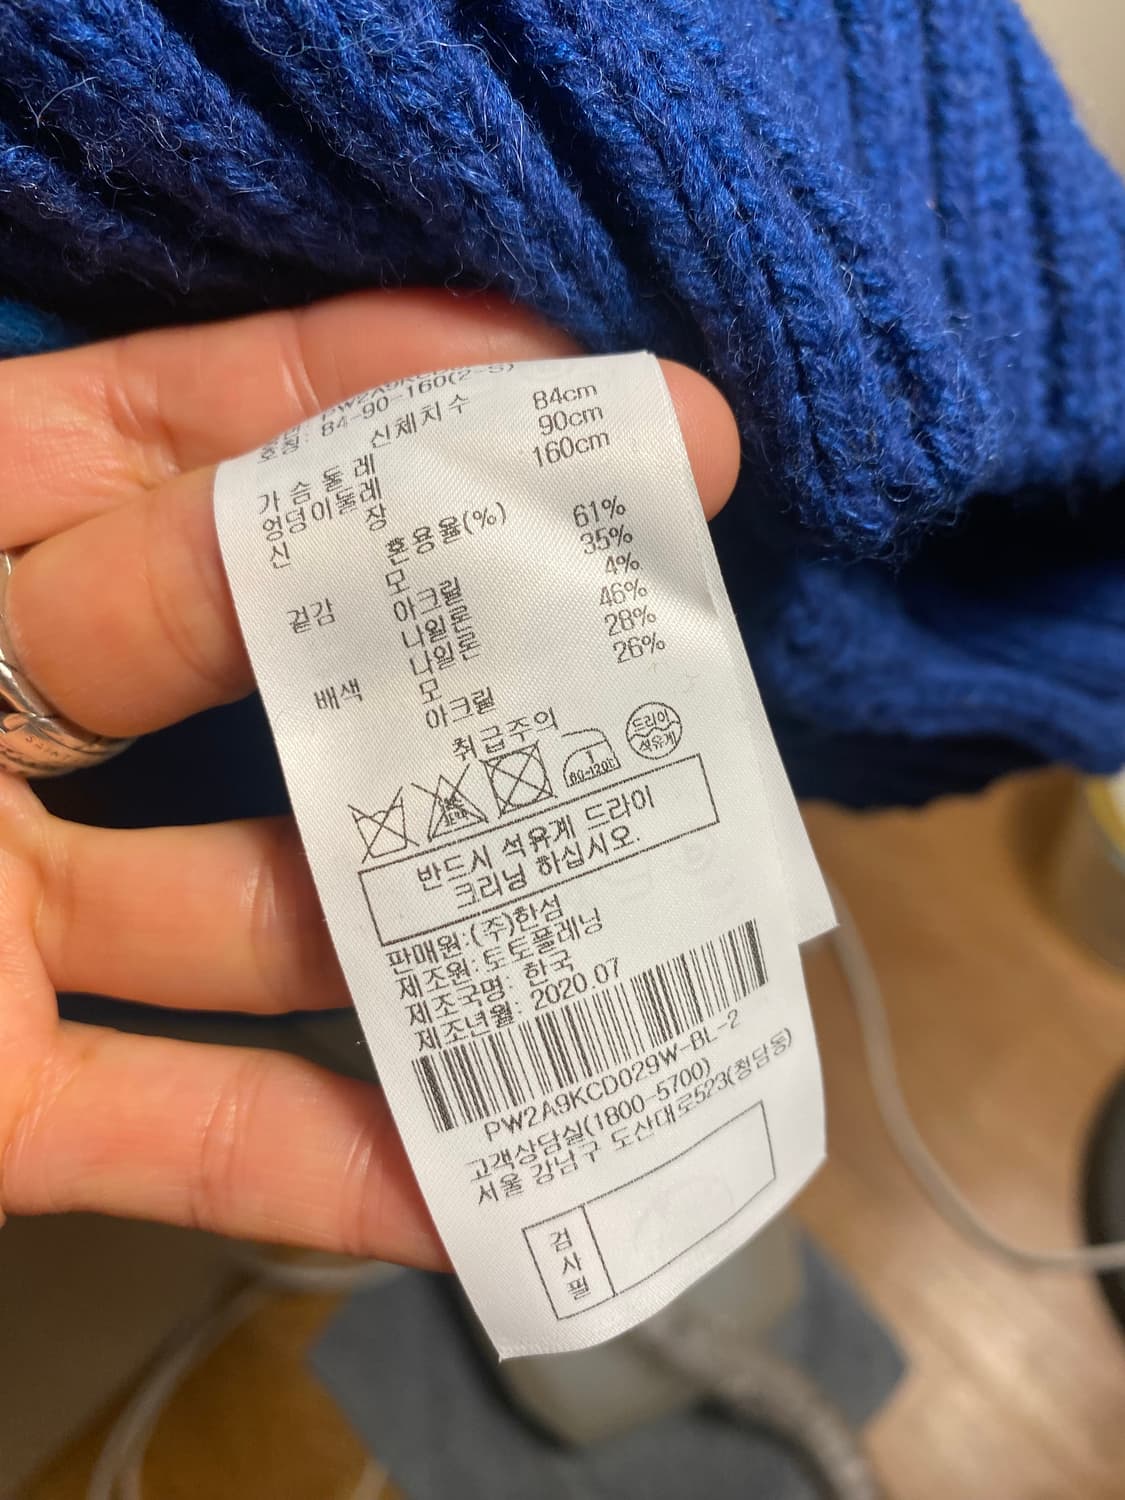 호칭: 84-90-160(2-S)
신체치수
가슴둘레 84cm
엉덩이둘레 90cm
신장 160cm
혼용율(%)
겉감 모 61%
아크릴 35%
나일론 4%
배색 나일론 46%
모 28%
아크릴 26%
취급주의
80~120℃
드라이
석유계
반드시 석유계 드라이
크리닝 하십시오.
판매원:(주)한섬
제조원: 토토플래닝
제조국명: 한국
제조년월: 2020.07
PW2A9KCD029W-BL-2
고객상담실(1800-5700)
서울 강남구 도산대로523(청담동)
검사필